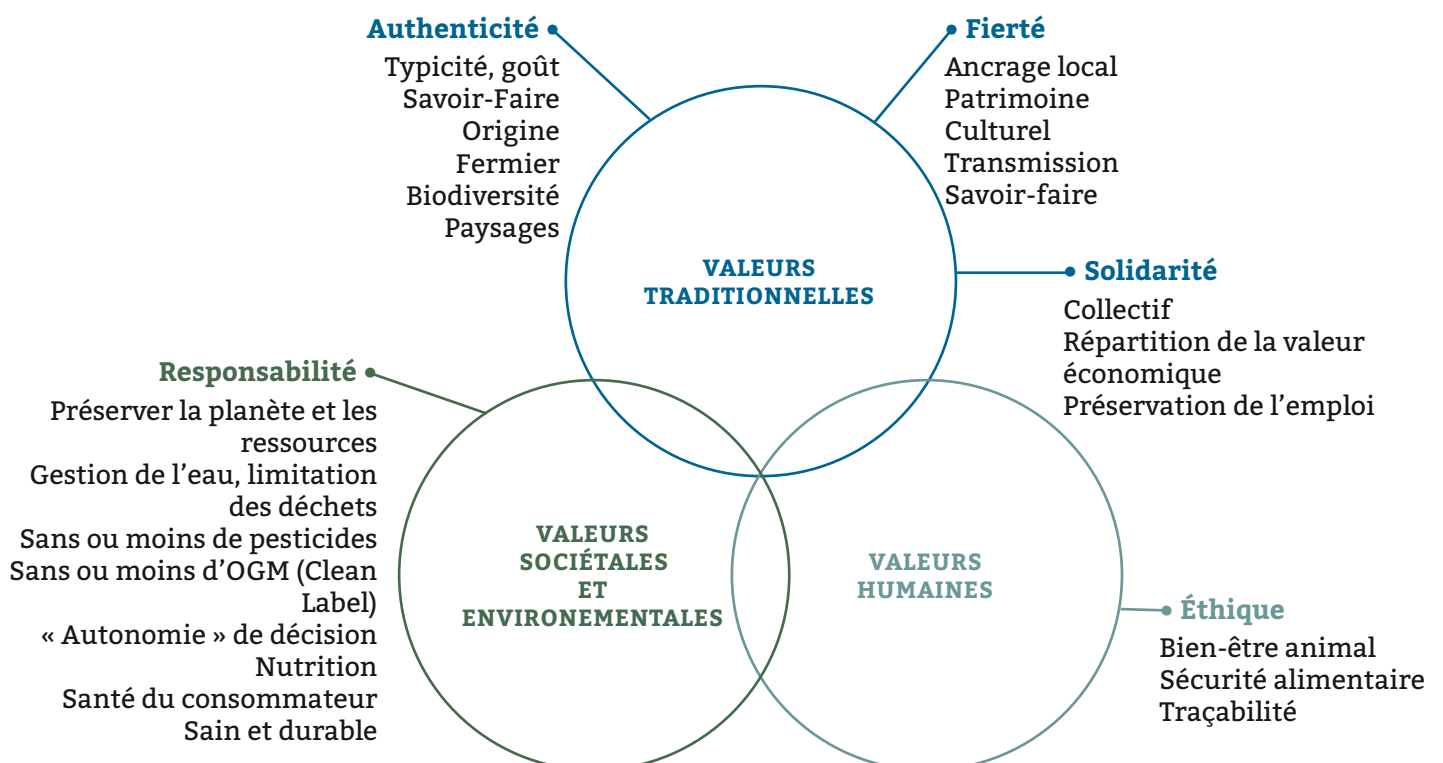 Authenticité
Typicité, goût
Savoir-Faire
Origine
Fermier
Biodiversité
Paysages
Fierté
Ancrage local
Patrimoine
Culturel
Transmission
Savoir-faire
VALEURS
TRADITIONNELLES
Solidarité
Collectif
Répartition de la valeur
économique
Préservation de l’emploi
Responsabilité
Préserver la planète et les
ressources
Gestion de l’eau, limitation
des déchets
Sans ou moins de pesticides
Sans ou moins d’OGM (Clean
Label)
« Autonomie » de décision
Nutrition
Santé du consommateur
Sain et durable
VALEURS
SOCIÉTALES
ET
ENVIRONEMENTALES
VALEURS
HUMAINES
Éthique
Bien-être animal
Sécurité alimentaire
Traçabilité